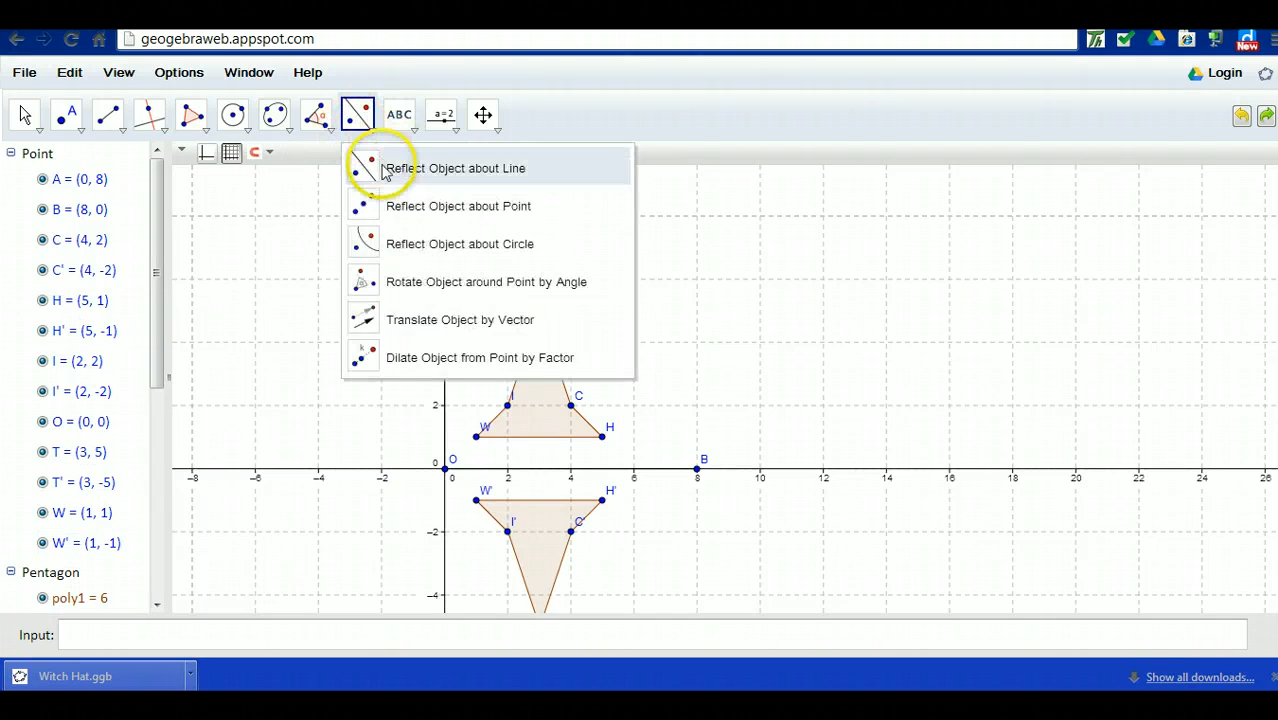 geogebraweb.appspot.com
New
File Edit View Options Window Help Login
A ABC a=2
Point
A = (0, 8)
B = (8, 0)
C = (4, 2)
C' = (4, -2)
H = (5, 1)
H' = (5, -1)
I = (2, 2)
I' = (2, -2)
O = (0, 0)
T = (3, 5)
T' = (3, -5)
W = (1, 1)
W' = (1, -1)
Pentagon
poly1 = 6
Reflect Object about Line
Reflect Object about Point
Reflect Object about Circle
Rotate Object around Point by Angle
Translate Object by Vector
Dilate Object from Point by Factor
2 I C
W H
0 O B
−8 −6 −4 −2 0 2 4 6 8 10 12 14 16 18 20 22 24 26
W' H'
−2 I' C'
−4
Input:
Witch Hat.ggb
Show all downloads...